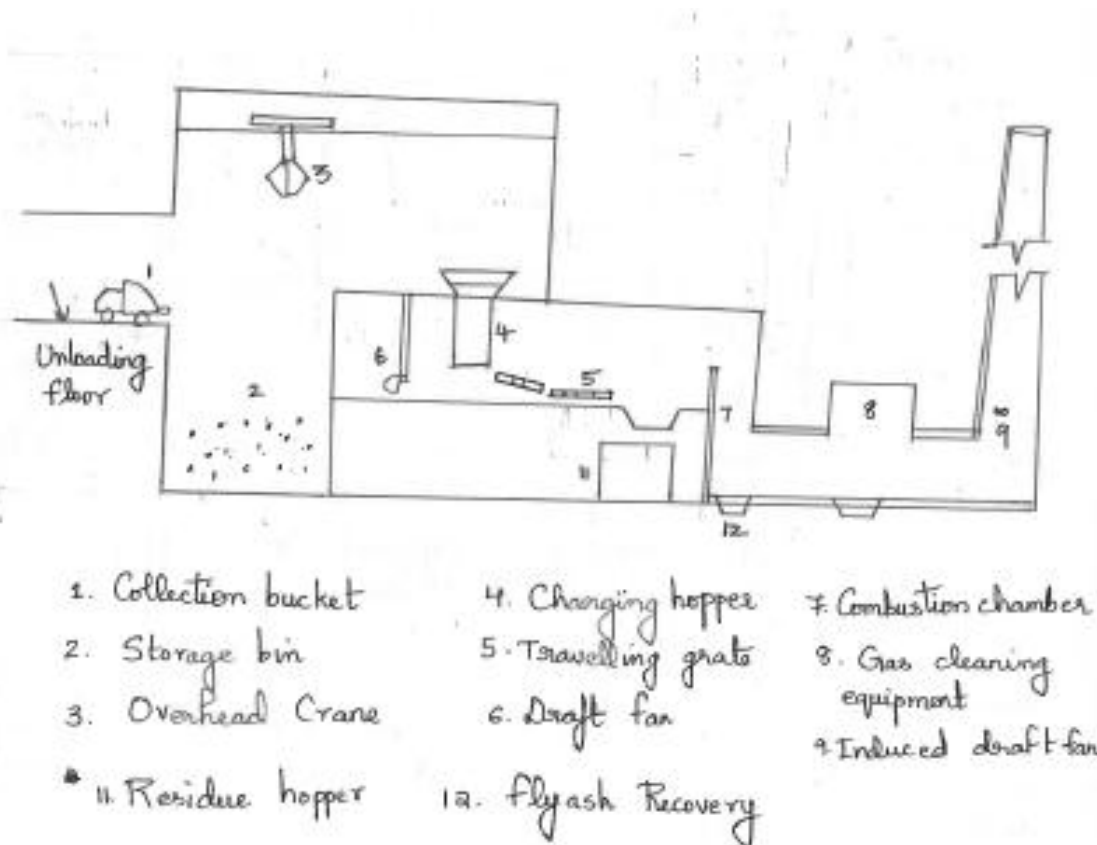 3
1
Unloading
floor
2
6
4
5
7
8
8
9
11
12
1. Collection bucket
2. Storage bin
3. Overhead Crane
11. Residue hopper
4. Charging hopper
5. Travelling grate
6. Draft fan
12. flyash Recovery
7. Combustion chamber
8. Gas cleaning
equipment
9. Induced draft fan